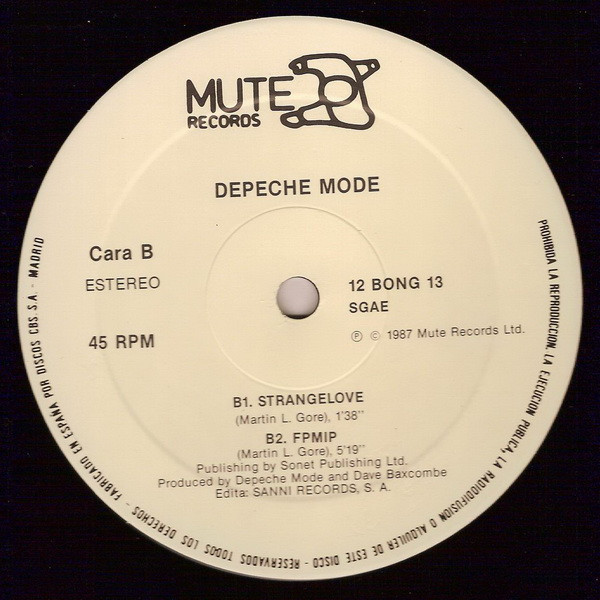 MUTE
RECORDS
DEPECHE MODE
Cara B
ESTEREO
45 RPM
12 BONG 13
SGAE
Ⓟ © 1987 Mute Records Ltd.
B1. STRANGELOVE
(Martin L. Gore), 1'38''
B2. FPMIP
(Martin L. Gore), 5'19''
Publishing by Sonet Publishing Ltd.
Produced by Depeche Mode and Dave Baxcombe
Edita: SANNI RECORDS, S. A.
PROHIBIDA LA REPRODUCCION, LA EJECUCION PUBLICA, LA RADIODIFUSION O ALQUILER DE ESTE DISCO - RESERVADOS TODOS LOS DERECHOS - FABRICADO EN ESPAÑA POR DISCOS CBS S.A. - MADRID